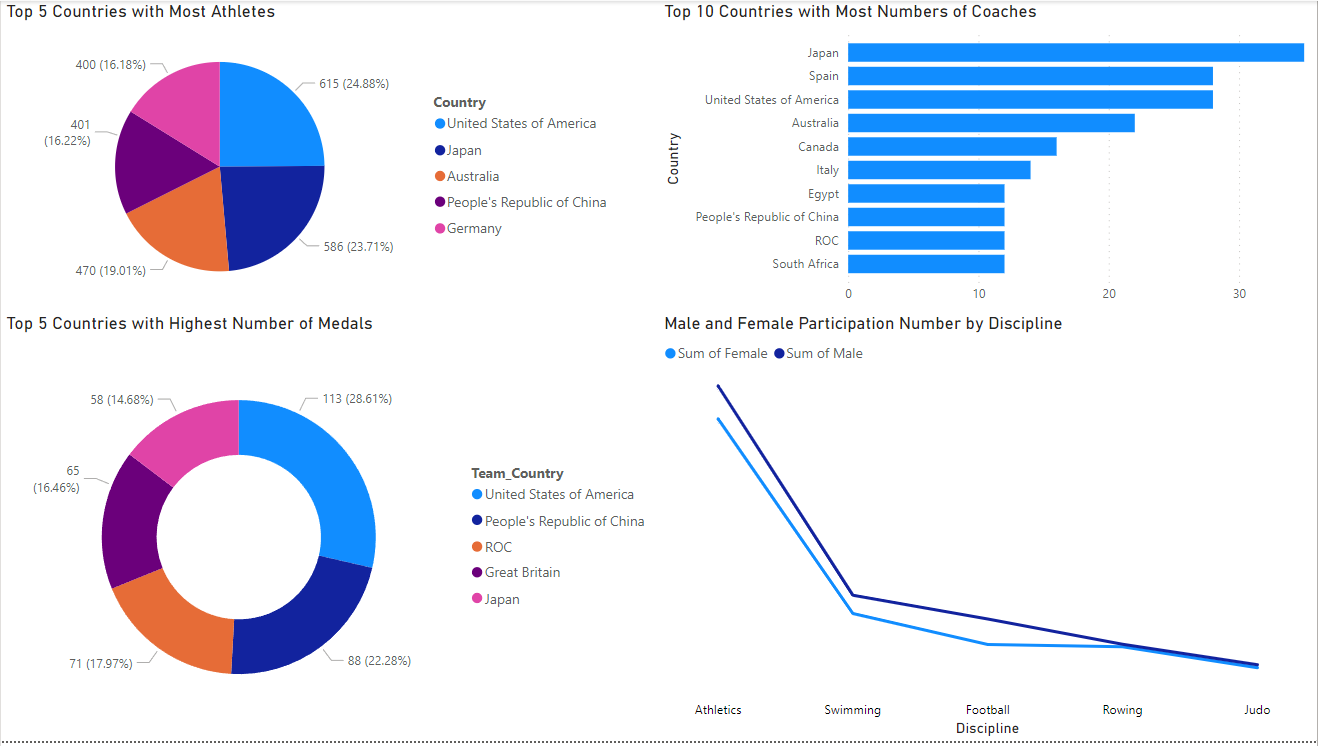 Top 5 Countries with Most Athletes
400 (16.18%)
615 (24.88%)
401
(16.22%)
586 (23.71%)
470 (19.01%)
Country
United States of America
Japan
Australia
People's Republic of China
Germany
Top 10 Countries with Most Numbers of Coaches
Country
Japan
Spain
United States of America
Australia
Canada
Italy
Egypt
People's Republic of China
ROC
South Africa
0 10 20 30
Top 5 Countries with Highest Number of Medals
58 (14.68%)
113 (28.61%)
65
(16.46%)
71 (17.97%)
88 (22.28%)
Team_Country
United States of America
People's Republic of China
ROC
Great Britain
Japan
Male and Female Participation Number by Discipline
Sum of Female Sum of Male
Athletics Swimming Football Rowing Judo
Discipline